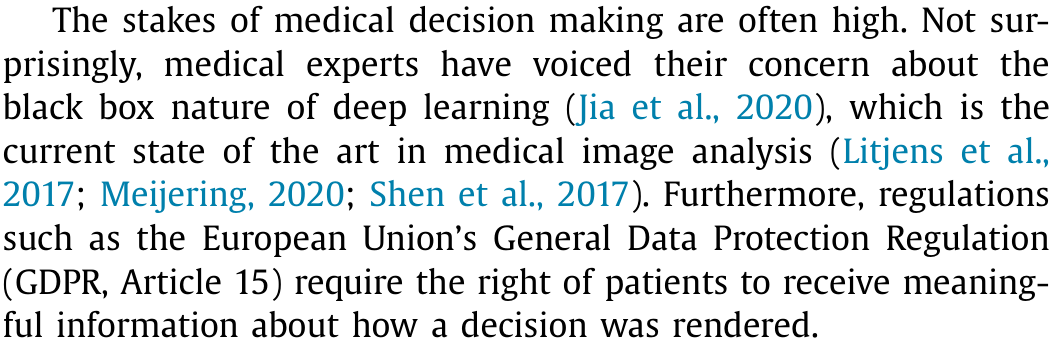 The stakes of medical decision making are often high. Not sur-
prisingly, medical experts have voiced their concern about the
black box nature of deep learning (Jia et al., 2020), which is the
current state of the art in medical image analysis (Litjens et al.,
2017; Meijering, 2020; Shen et al., 2017). Furthermore, regulations
such as the European Union’s General Data Protection Regulation
(GDPR, Article 15) require the right of patients to receive meaning-
ful information about how a decision was rendered.